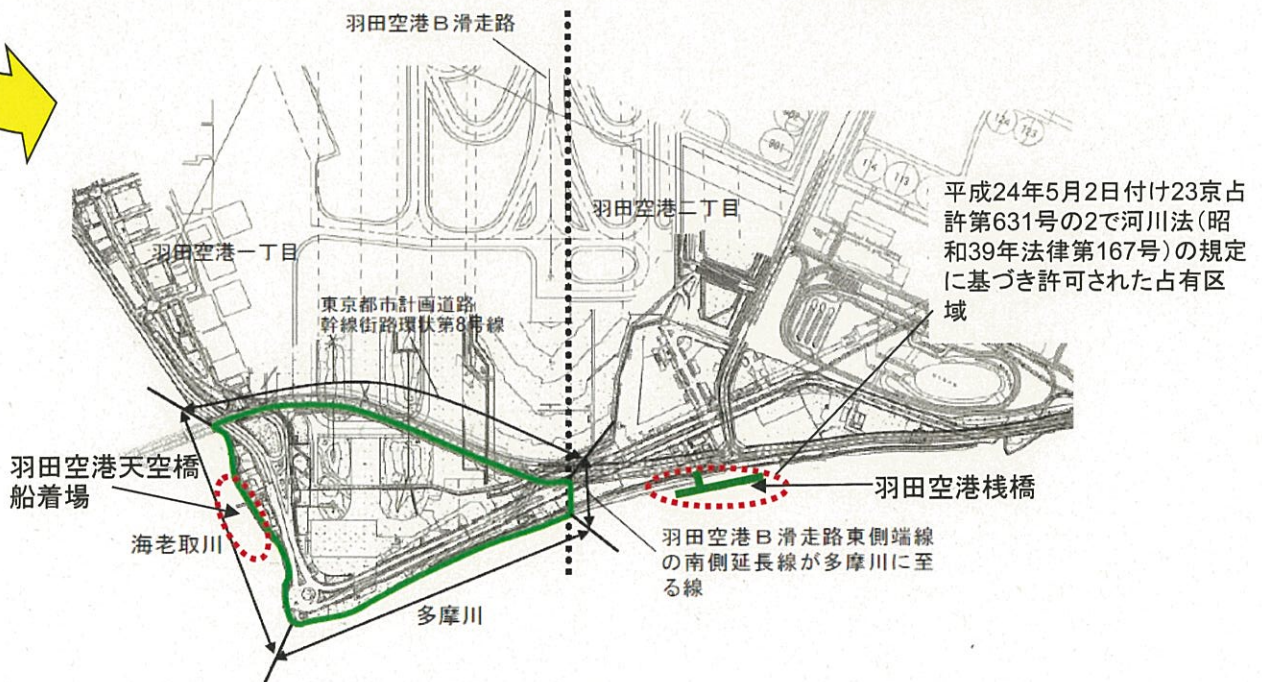 羽田空港Ｂ滑走路
平成24年5月2日付け23京占
許第631号の2で河川法(昭
和39年法律第167号)の規定
に基づき許可された占有区
域
羽田空港二丁目
羽田空港一丁目
東京都市計画道路
幹線街路環状第8号線
羽田空港天空橋
船着場
羽田空港桟橋
海老取川
羽田空港Ｂ滑走路東側端線
の南側延長線が多摩川に至
る線
多摩川